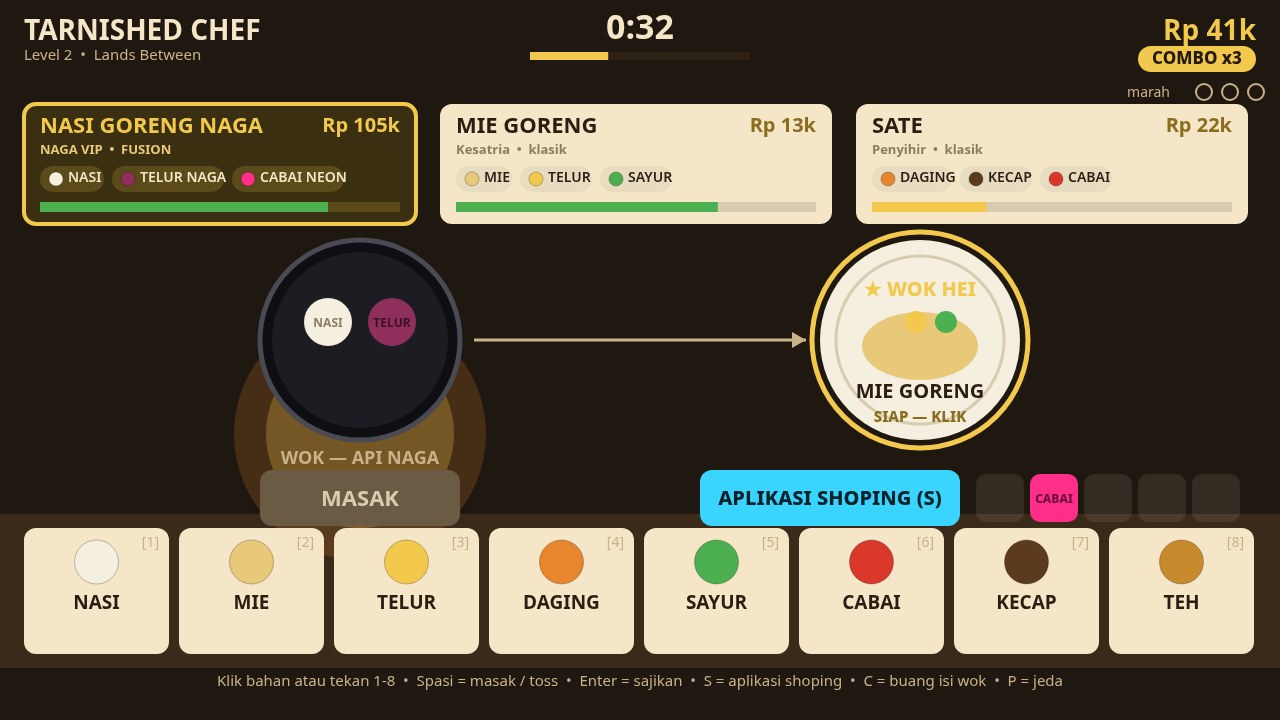 TARNISHED CHEF
Level 2 • Lands Between
0:32
Rp 41k
COMBO x3
marah
NASI GORENG NAGA Rp 105k
NAGA VIP • FUSION
NASI TELUR NAGA CABAI NEON
MIE GORENG Rp 13k
Kesatria • klasik
MIE TELUR SAYUR
SATE Rp 22k
Penyihir • klasik
DAGING KECAP CABAI
NASI TELUR
★ WOK HEI
MIE GORENG
SIAP — KLIK
WOK — API NAGA
MASAK
APLIKASI SHOPING (S)
CABAI
[1] [2] [3] [4] [5] [6] [7] [8]
NASI MIE TELUR DAGING SAYUR CABAI KECAP TEH
Klik bahan atau tekan 1-8 • Spasi = masak / toss • Enter = sajikan • S = aplikasi shoping • C = buang isi wok • P = jeda